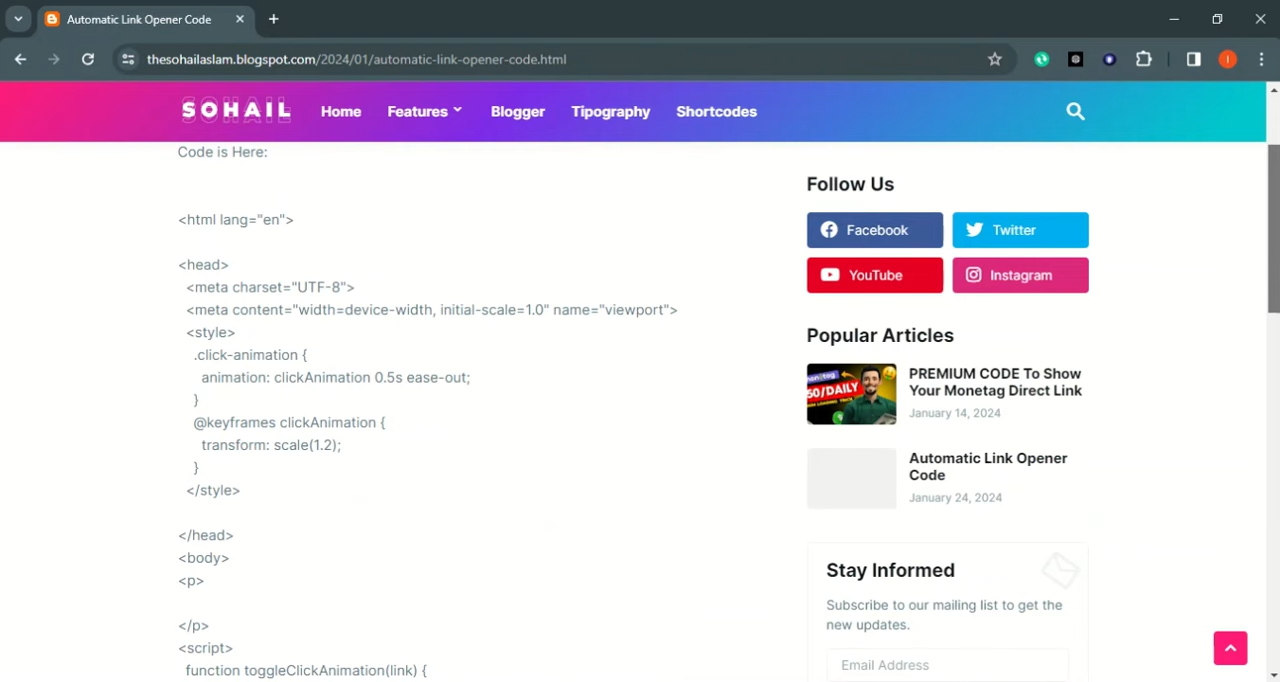 Automatic Link Opener Code
thesohailaslam.blogspot.com/2024/01/automatic-link-opener-code.html
SOHAIL Home Features Blogger Tipography Shortcodes
Code is Here:
<html lang="en">
<head>
<meta charset="UTF-8">
<meta content="width=device-width, initial-scale=1.0" name="viewport">
<style>
.click-animation {
animation: clickAnimation 0.5s ease-out;
}
@keyframes clickAnimation {
transform: scale(1.2);
}
</style>
</head>
<body>
<p>
</p>
<script>
function toggleClickAnimation(link) {
Follow Us
Facebook Twitter
YouTube Instagram
Popular Articles
PREMIUM CODE To Show
Your Monetag Direct Link
January 14, 2024
Automatic Link Opener
Code
January 24, 2024
Stay Informed
Subscribe to our mailing list to get the
new updates.
Email Address